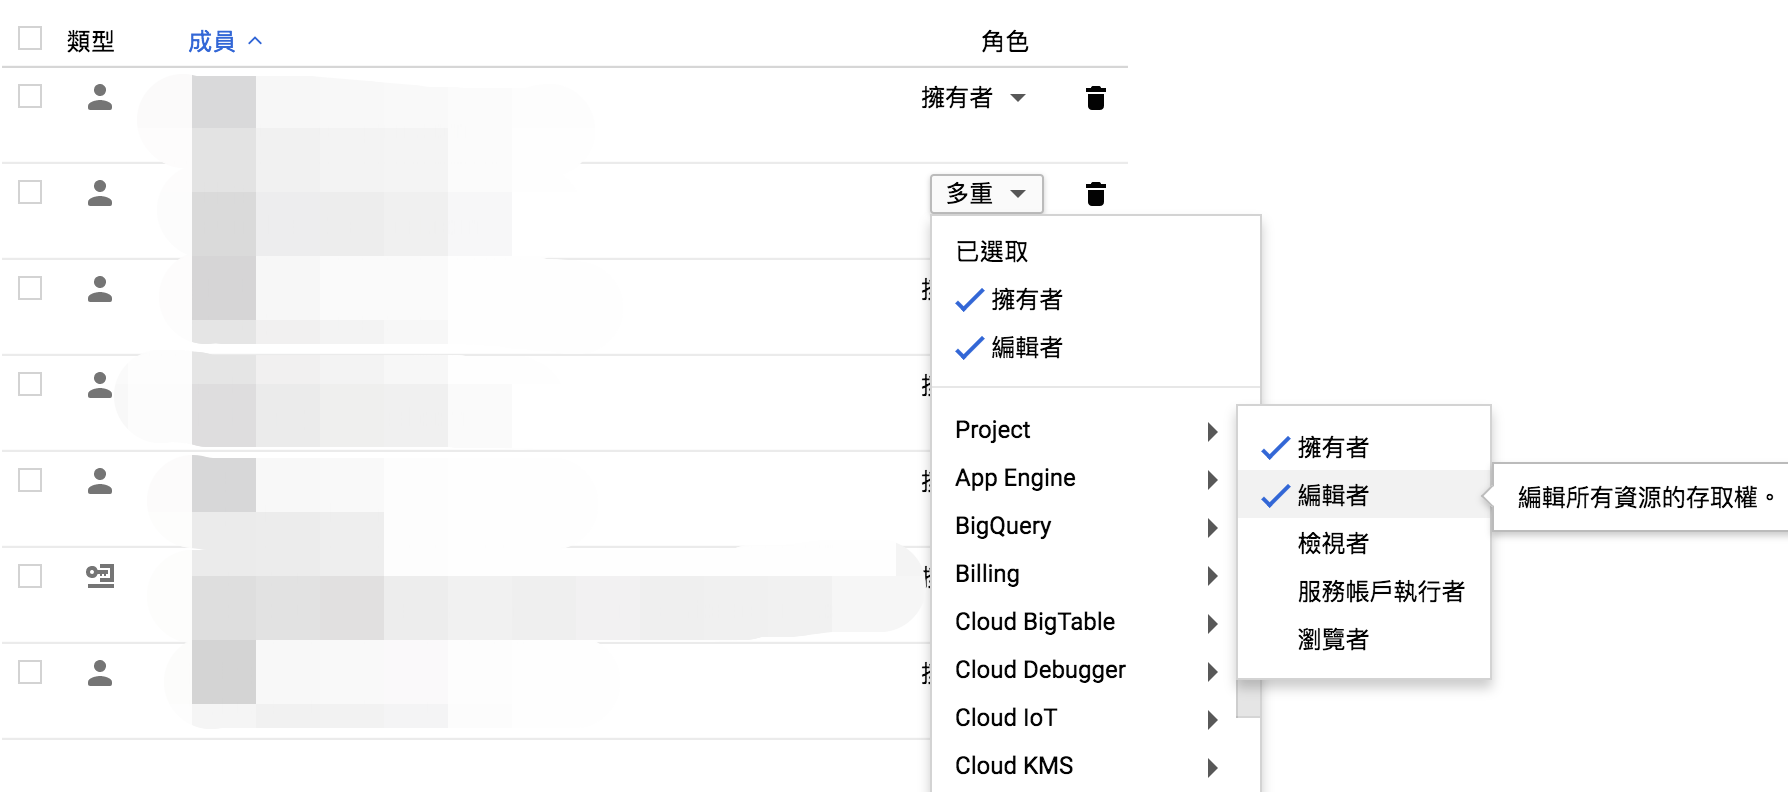 類型 成員 角色
擁有者
多重
已選取
擁有者
編輯者
Project
App Engine
BigQuery
Billing
Cloud BigTable
Cloud Debugger
Cloud IoT
Cloud KMS
擁有者
編輯者
檢視者
服務帳戶執行者
瀏覽者
編輯所有資源的存取權。